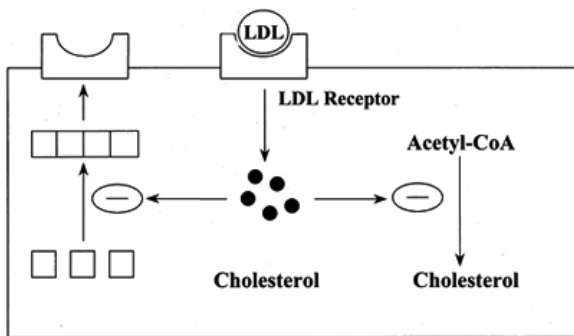 LDL
LDL Receptor
Acetyl-CoA
Cholesterol
Cholesterol